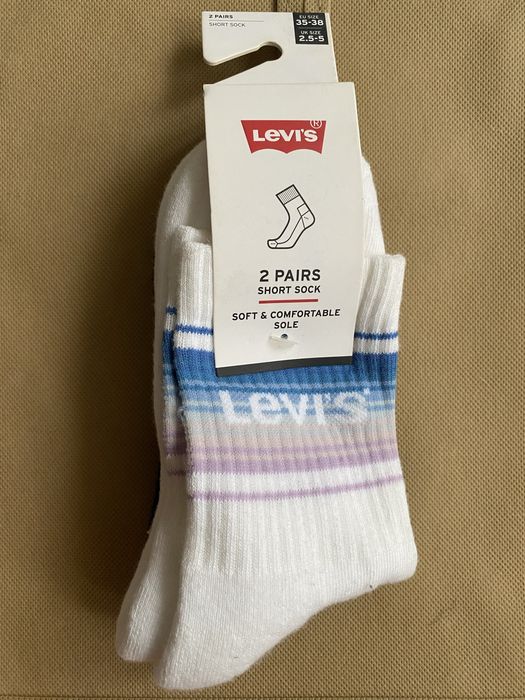 2 PAIRS
SHORT SOCK
EU SIZE
35-38
UK SIZE
2.5-5
Levi's®
2 PAIRS
SHORT SOCK
SOFT & COMFORTABLE
SOLE
Levi's